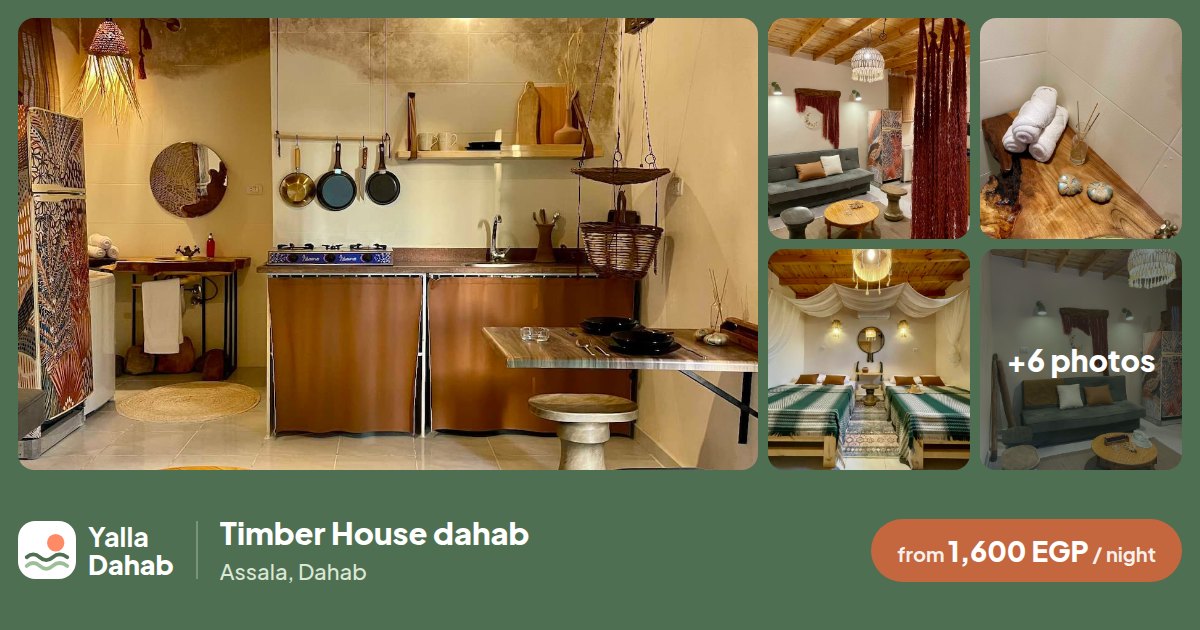 +6 photos
Yalla
Dahab
Timber House dahab
Assala, Dahab
from 1,600 EGP / night